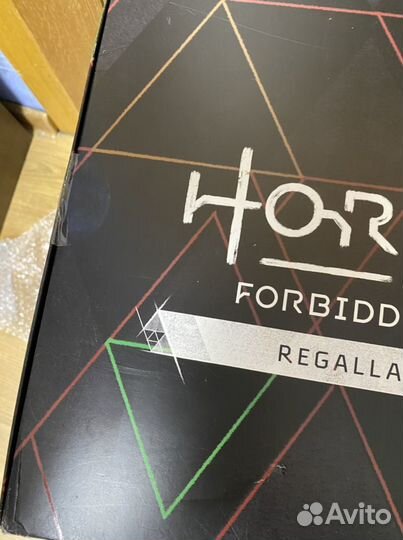 HOR
FORBIDD
REGALLA
Avito